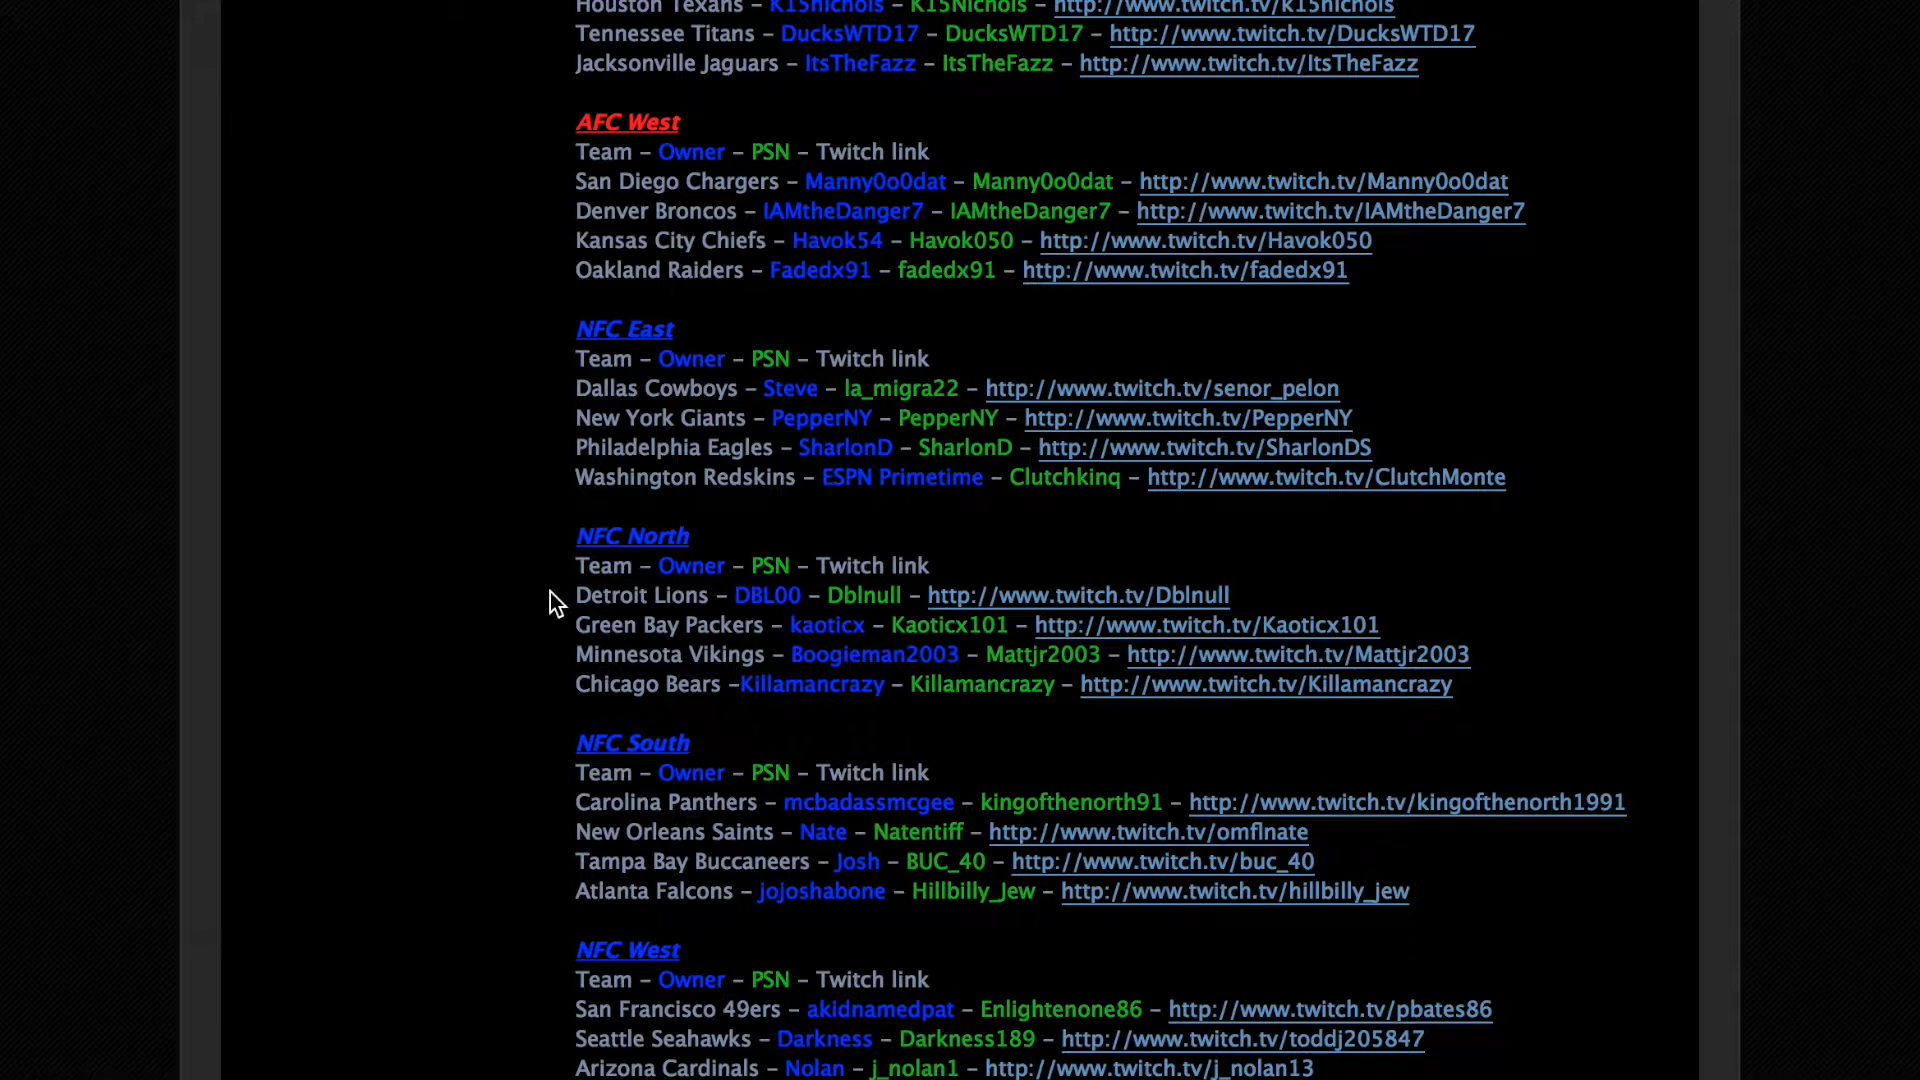 Houston Texans – K15nichols – K15Nichols – http://www.twitch.tv/k15nichols
Tennessee Titans – DucksWTD17 – DucksWTD17 – http://www.twitch.tv/DucksWTD17
Jacksonville Jaguars – ItsTheFazz – ItsTheFazz – http://www.twitch.tv/ItsTheFazz
AFC West
Team – Owner – PSN – Twitch link
San Diego Chargers – Manny0o0dat – Manny0o0dat – http://www.twitch.tv/Manny0o0dat
Denver Broncos – IAMtheDanger7 – IAMtheDanger7 – http://www.twitch.tv/IAMtheDanger7
Kansas City Chiefs – Havok54 – Havok050 – http://www.twitch.tv/Havok050
Oakland Raiders – Fadedx91 – fadedx91 – http://www.twitch.tv/fadedx91
NFC East
Team – Owner – PSN – Twitch link
Dallas Cowboys – Steve – la_migra22 – http://www.twitch.tv/senor_pelon
New York Giants – PepperNY – PepperNY – http://www.twitch.tv/PepperNY
Philadelphia Eagles – SharlonD – SharlonD – http://www.twitch.tv/SharlonDS
Washington Redskins – ESPN Primetime – Clutchkinq – http://www.twitch.tv/ClutchMonte
NFC North
Team – Owner – PSN – Twitch link
Detroit Lions – DBL00 – Dblnull – http://www.twitch.tv/Dblnull
Green Bay Packers – kaoticx – Kaoticx101 – http://www.twitch.tv/Kaoticx101
Minnesota Vikings – Boogieman2003 – Mattjr2003 – http://www.twitch.tv/Mattjr2003
Chicago Bears –Killamancrazy – Killamancrazy – http://www.twitch.tv/Killamancrazy
NFC South
Team – Owner – PSN – Twitch link
Carolina Panthers – mcbadassmcgee – kingofthenorth91 – http://www.twitch.tv/kingofthenorth1991
New Orleans Saints – Nate – Natentiff – http://www.twitch.tv/omflnate
Tampa Bay Buccaneers – Josh – BUC_40 – http://www.twitch.tv/buc_40
Atlanta Falcons – jojoshabone – Hillbilly_Jew – http://www.twitch.tv/hillbilly_jew
NFC West
Team – Owner – PSN – Twitch link
San Francisco 49ers – akidnamedpat – Enlightenone86 – http://www.twitch.tv/pbates86
Seattle Seahawks – Darkness – Darkness189 – http://www.twitch.tv/toddj205847
Arizona Cardinals – Nolan – j_nolan1 – http://www.twitch.tv/j_nolan13